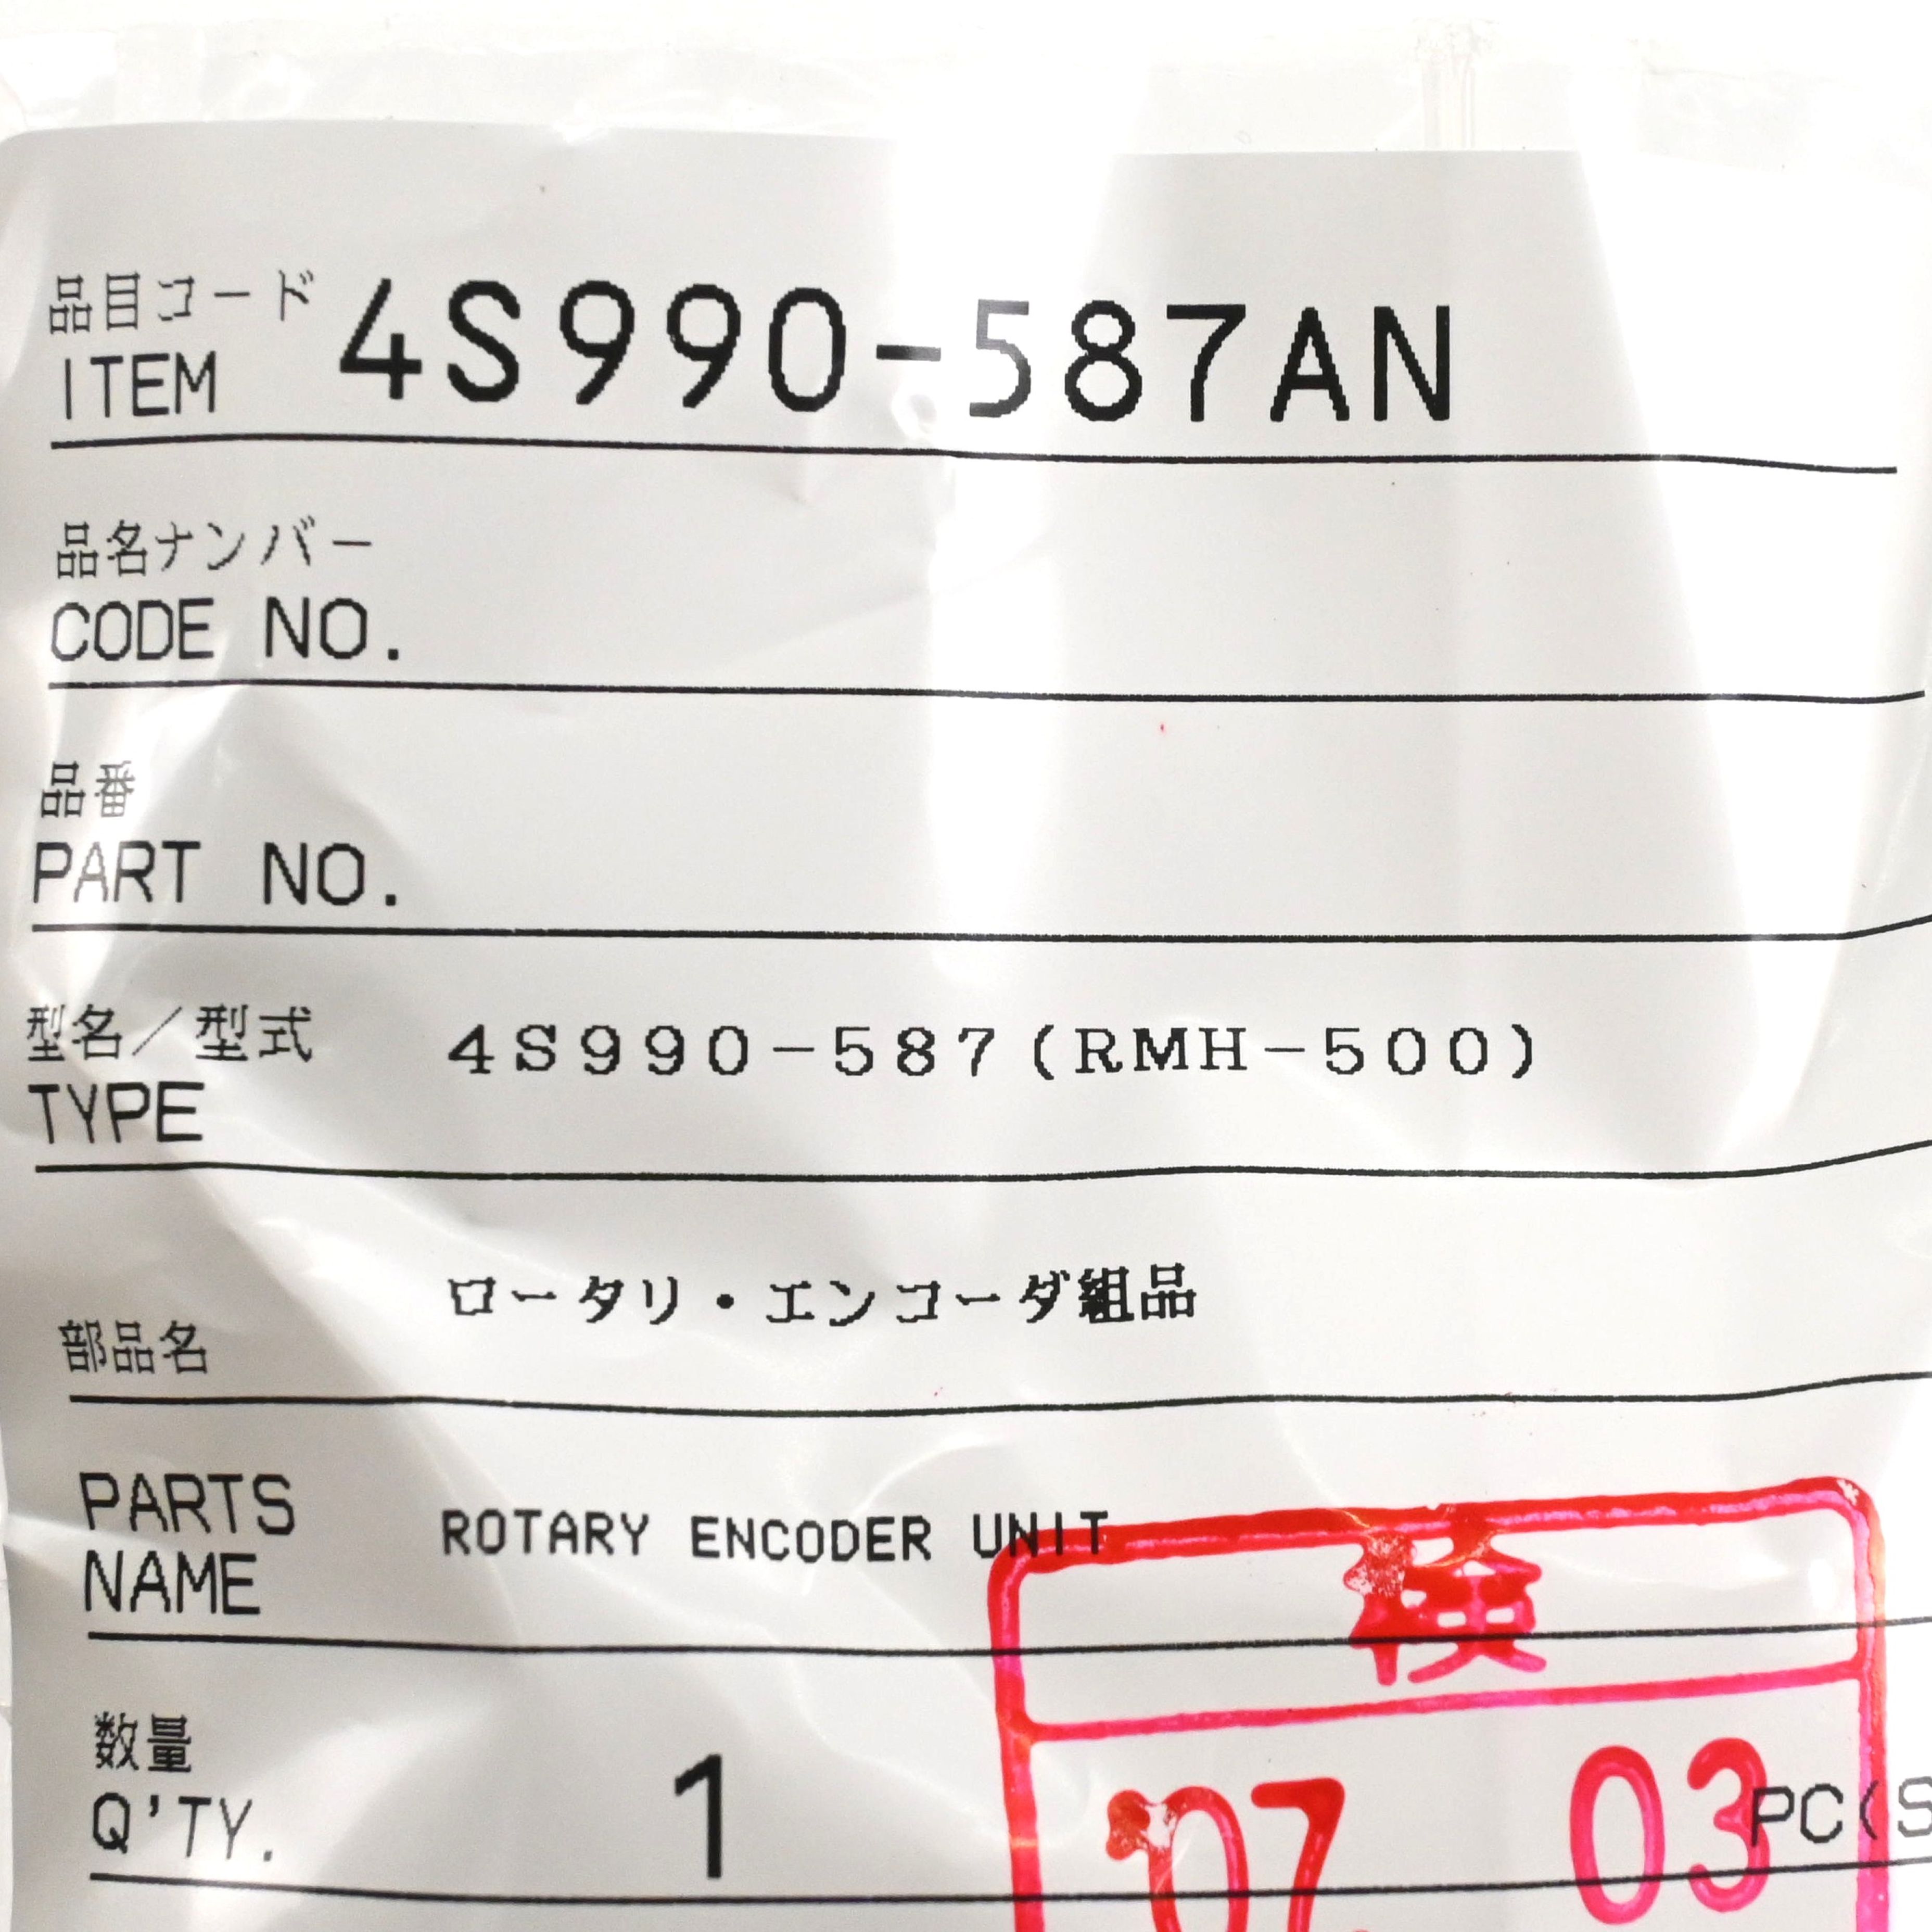 品目コード
ITEM 4S990-587AN
品名ナンバー
CODE NO.
品番
PART NO.
型名／型式 4S990-587(RMH-500)
TYPE
ロータリ・エンコーダ組品
部品名
PARTS
NAME ROTARY ENCODER UNIT
検
数量
Q'TY. 1 PC(S
'07. 03